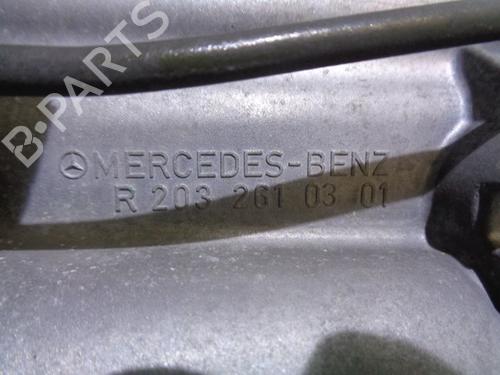 B-PARTS
MERCEDES-BENZ
R 203 261 03 01